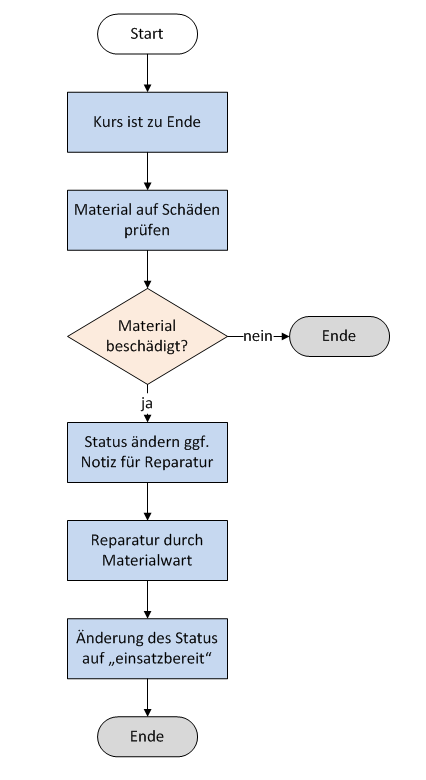 Start
Kurs ist zu Ende
Material auf Schäden
prüfen
Material
beschädigt?
nein
Ende
ja
Status ändern ggf.
Notiz für Reparatur
Reparatur durch
Materialwart
Änderung des Status
auf „einsatzbereit“
Ende